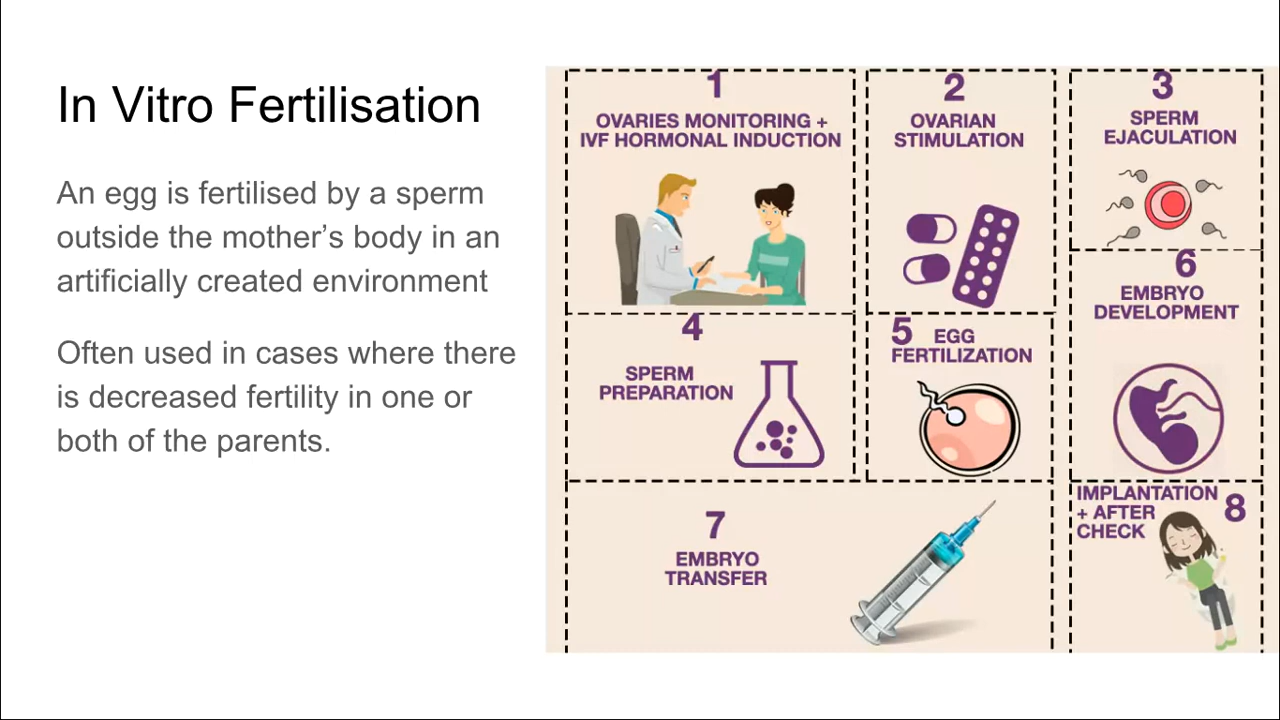 In Vitro Fertilisation
An egg is fertilised by a sperm
outside the mother’s body in an
artificially created environment
Often used in cases where there
is decreased fertility in one or
both of the parents.
1
OVARIES MONITORING +
IVF HORMONAL INDUCTION
2
OVARIAN
STIMULATION
3
SPERM
EJACULATION
4
SPERM
PREPARATION
5 EGG
FERTILIZATION
6
EMBRYO
DEVELOPMENT
7
EMBRYO
TRANSFER
IMPLANTATION
+ AFTER 8
CHECK